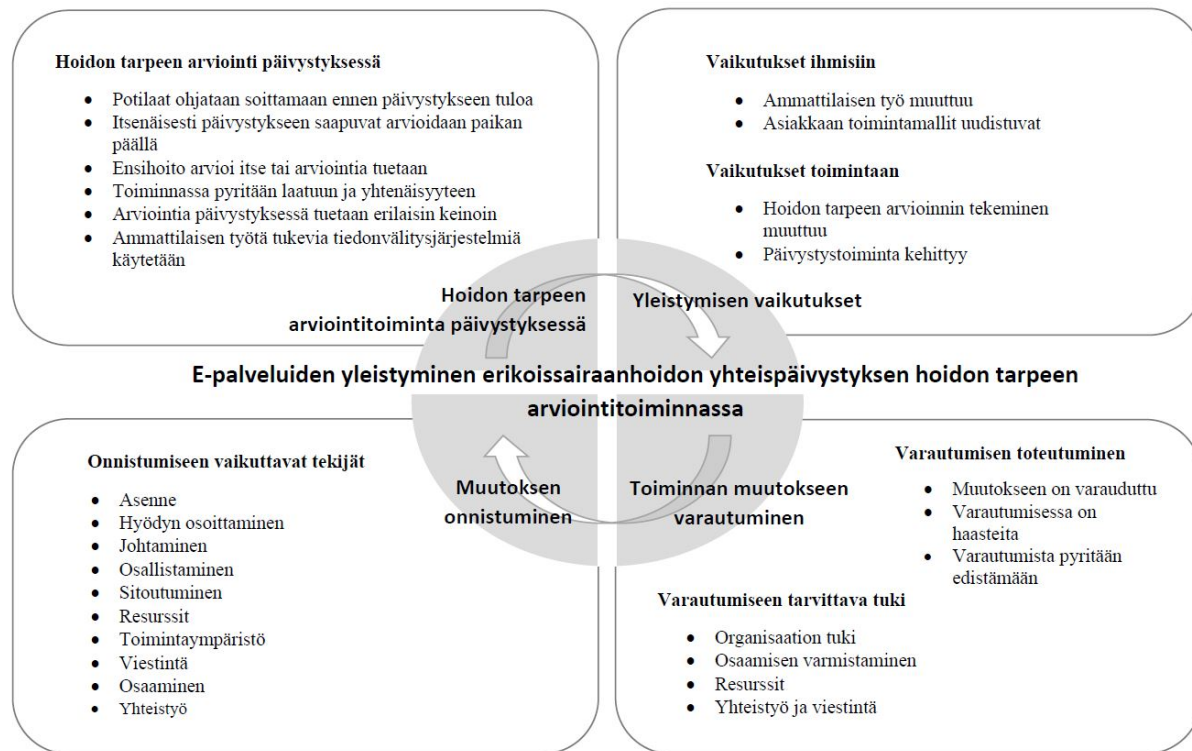 Hoidon tarpeen arviointi päivystyksessä
● Potilaat ohjataan soittamaan ennen päivystykseen tuloa
● Itsenäisesti päivystykseen saapuvat arvioidaan paikan
päällä
● Ensihoito arvioi itse tai arviointia tuetaan
● Toiminnassa pyritään laatuun ja yhtenäisyyteen
● Arviointia päivystyksessä tuetaan erilaisin keinoin
● Ammattilaisen työtä tukevia tiedonvälitysjärjestelmiä
käytetään
Hoidon tarpeen
arviointitoiminta päivystyksessä
Vaikutukset ihmisiin
● Ammattilaisen työ muuttuu
● Asiakkaan toimintamallit uudistuvat
Vaikutukset toimintaan
● Hoidon tarpeen arvioinnin tekeminen
muuttuu
● Päivystystoiminta kehittyy
Yleistymisen vaikutukset
E-palveluiden yleistyminen erikoissairaanhoidon yhteispäivystyksen hoidon tarpeen
arviointitoiminnassa
Onnistumiseen vaikuttavat tekijät
● Asenne
● Hyödyn osoittaminen
● Johtaminen
● Osallistaminen
● Sitoutuminen
● Resurssit
● Toimintaympäristö
● Viestintä
● Osaaminen
● Yhteistyö
Muutoksen
onnistuminen
Toiminnan muutokseen
varautuminen
Varautumisen toteutuminen
● Muutokseen on varauduttu
● Varautumisessa on
haasteita
● Varautumista pyritään
edistämään
Varautumiseen tarvittava tuki
● Organisaation tuki
● Osaamisen varmistaminen
● Resurssit
● Yhteistyö ja viestintä